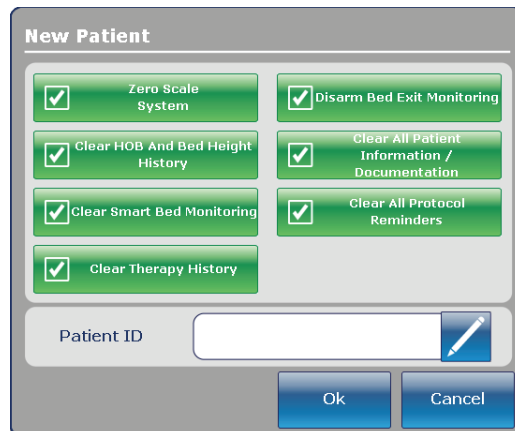 New Patient
Zero Scale
System
Disarm Bed Exit Monitoring
Clear HOB And Bed Height
History
Clear All Patient
Information /
Documentation
Clear Smart Bed Monitoring
Clear All Protocol
Reminders
Clear Therapy History
Patient ID
Ok
Cancel